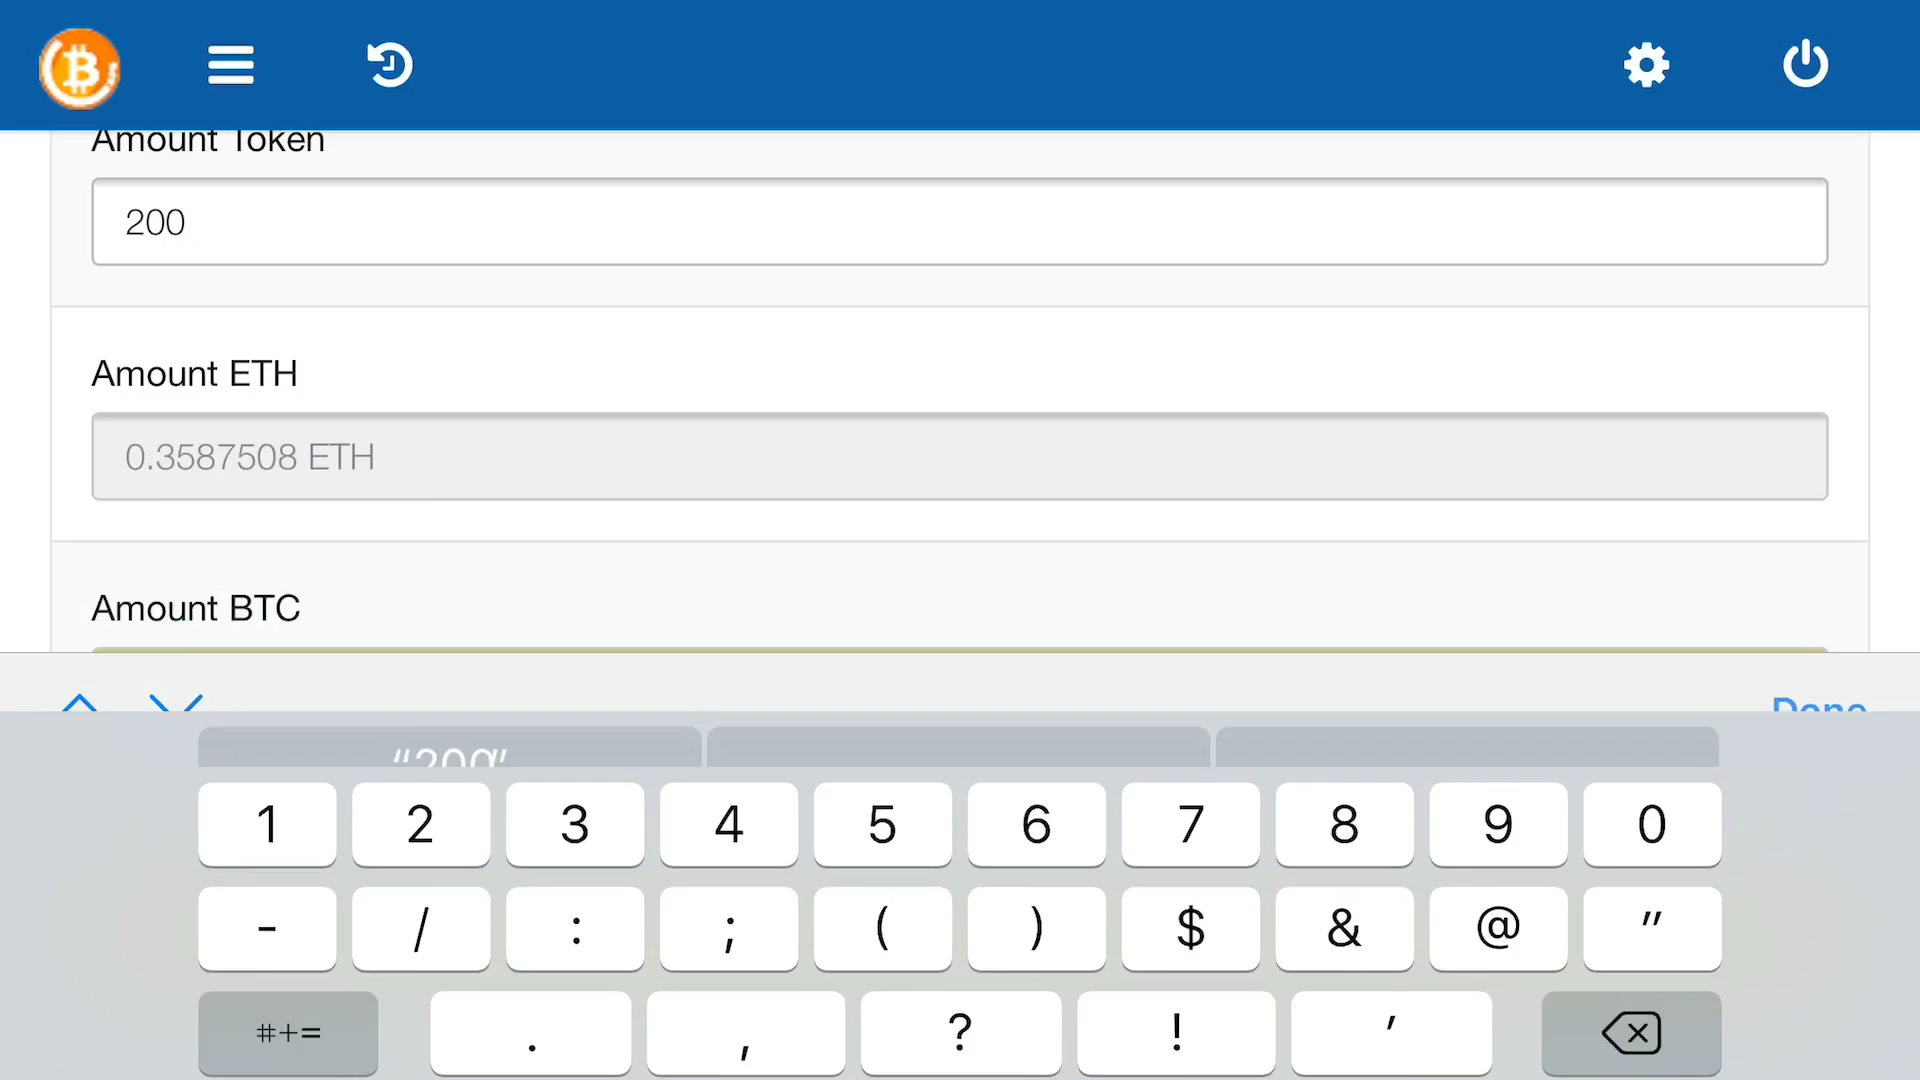 Amount Token
200
Amount ETH
0.3587508 ETH
Amount BTC
Done
“200”
1 2 3 4 5 6 7 8 9 0
- / : ; ( ) $ & @ "
#+= . , ? ! '